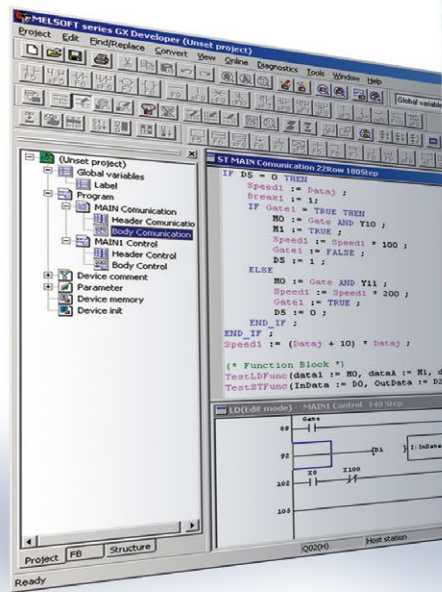 MELSOFT series GX Developer (Unset project)
Project Edit Find/Replace Convert View Online Diagnostics Tools Window Help
Global variable
(Unset project)
Global variables
Label
Program
MAIN Comunication
Header Comunicatio
Body Comunication
MAIN1 Control
Header Control
Body Control
Device comment
Parameter
Device memory
Device init
Project FB Structure
Ready
ST MAIN Comunication 22Row 180Step
IF D5 = 0 THEN
Speed1 := Dataj ;
Break1 := 1;
IF Gate1 = TRUE THEN
M0 := Gate AND Y10 ;
M1 := TRUE ;
Speed1 := Speed1 * 100 ;
Gate1 := FALSE ;
D5 := 1 ;
ELSE
M0 := Gate AND Y11 ;
Speed1 := Speed1 * 200 ;
Gate1 := TRUE ;
D5 := 0 ;
END_IF ;
END_IF ;
Speed1 := (Dataj + 10) * Dataj ;
(* Function Block *)
TestLDFunc(data1 := M0, dataA := M1, d
TestSTFunc(InData := D0, OutData := D2
LD(Edit mode) MAIN1 Control 140 Step
Gate
89
98
D1
I:InData
X0 X100
102
105
Q02(H) Host station